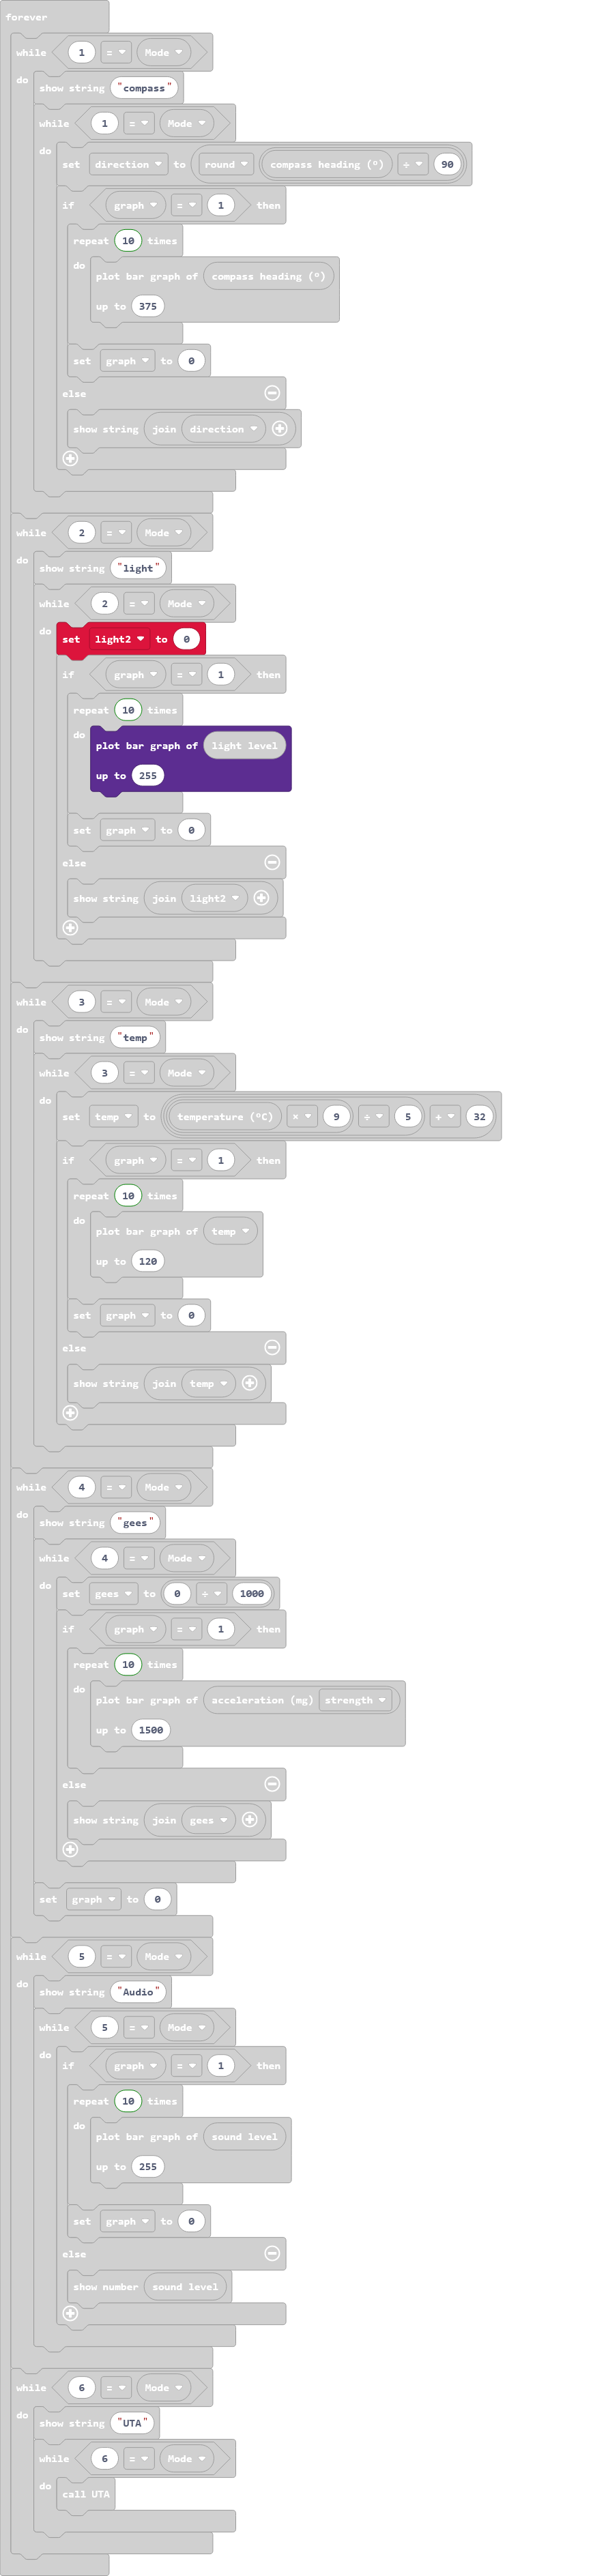 forever
while 1 = Mode
do show string "compass"
while 1 = Mode
do set direction to round compass heading (º) ÷ 90
if graph = 1 then
repeat 10 times
do plot bar graph of compass heading (º)
up to 375
set graph to 0
else
show string join direction
while 2 = Mode
do show string "light"
while 2 = Mode
do set light2 to 0
if graph = 1 then
repeat 10 times
do plot bar graph of light level
up to 255
set graph to 0
else
show string join light2
while 3 = Mode
do show string "temp"
while 3 = Mode
do set temp to temperature (ºC) × 9 ÷ 5 + 32
if graph = 1 then
repeat 10 times
do plot bar graph of temp
up to 120
set graph to 0
else
show string join temp
while 4 = Mode
do show string "gees"
while 4 = Mode
do set gees to 0 ÷ 1000
if graph = 1 then
repeat 10 times
do plot bar graph of acceleration (mg) strength
up to 1500
else
show string join gees
set graph to 0
while 5 = Mode
do show string "Audio"
while 5 = Mode
do if graph = 1 then
repeat 10 times
do plot bar graph of sound level
up to 255
set graph to 0
else
show number sound level
while 6 = Mode
do show string "UTA"
while 6 = Mode
do call UTA